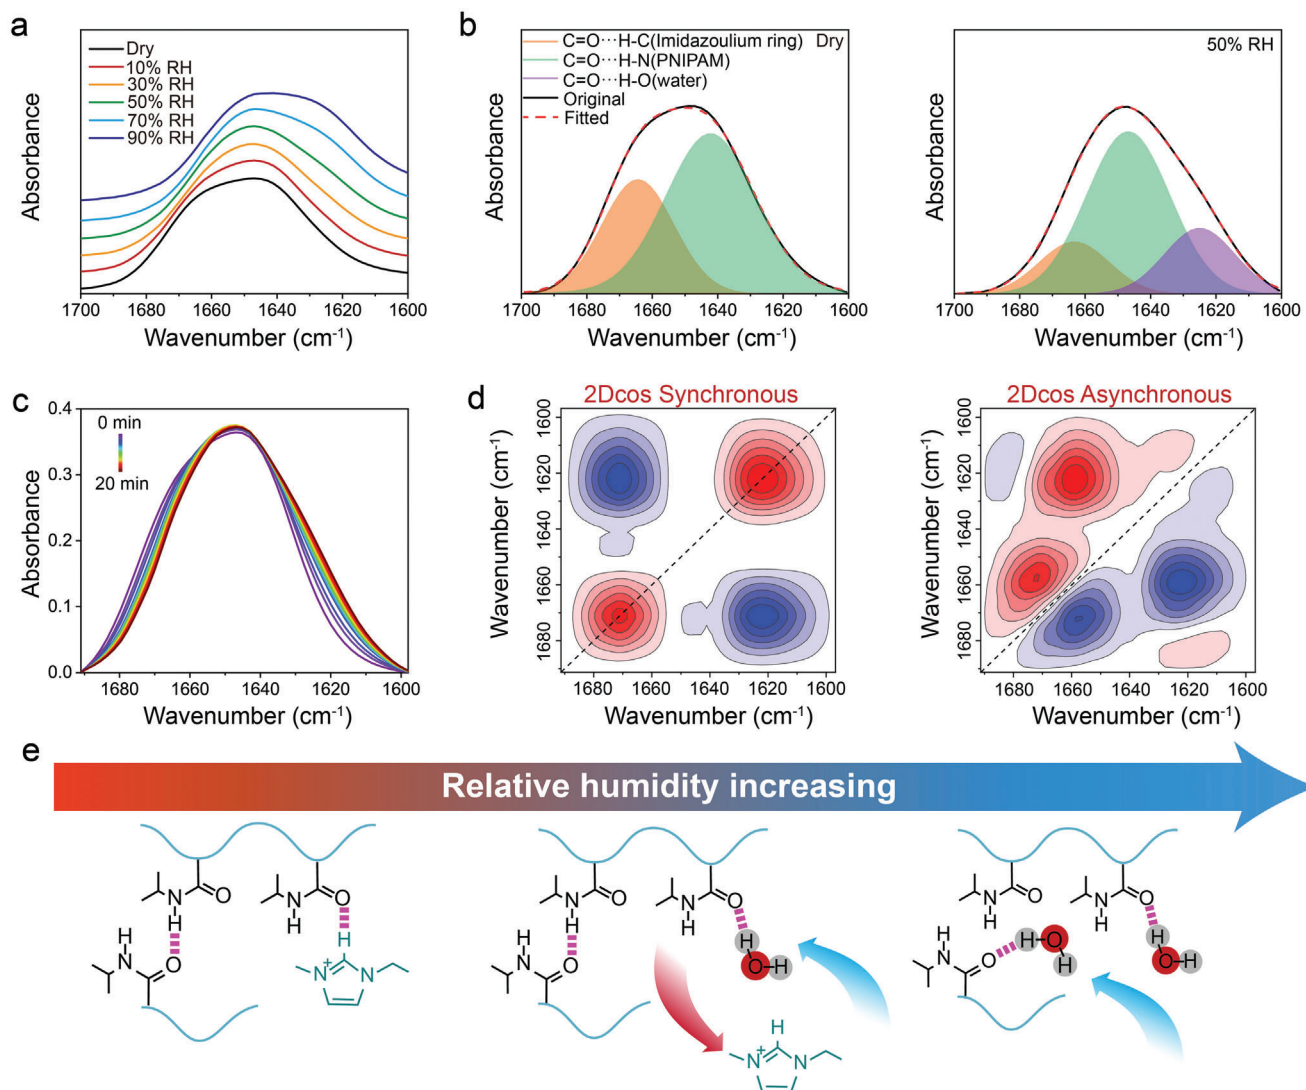 a
Dry
10% RH
30% RH
50% RH
70% RH
90% RH
Absorbance
1700 1680 1660 1640 1620 1600
Wavenumber (cm⁻¹)
b
C=O···H-C(Imidazoulium ring) Dry
C=O···H-N(PNIPAM)
C=O···H-O(water)
Original
Fitted
Absorbance
1700 1680 1660 1640 1620 1600
Wavenumber (cm⁻¹)
50% RH
Absorbance
1700 1680 1660 1640 1620 1600
Wavenumber (cm⁻¹)
c
0 min
20 min
Absorbance
0.4
0.3
0.2
0.1
0.0
1680 1660 1640 1620 1600
Wavenumber (cm⁻¹)
d
2Dcos Synchronous
Wavenumber (cm⁻¹)
1600
1620
1640
1660
1680
1680 1660 1640 1620 1600
Wavenumber (cm⁻¹)
2Dcos Asynchronous
Wavenumber (cm⁻¹)
1600
1620
1640
1660
1680
1680 1660 1640 1620 1600
Wavenumber (cm⁻¹)
e
Relative humidity increasing
N
H
O
N
H
O
H
N
O
H
N
+
N
N
H
O
N
H
O
H
N
O
H
O
H
H
N
+
N
N
H
O
N
H
O
H
N
O
H
O
H
H
O
H